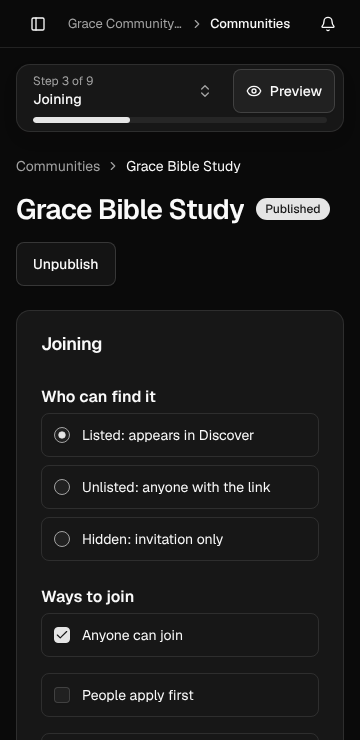 Grace Community... > Communities
Step 3 of 9
Joining
Preview
Communities > Grace Bible Study
Grace Bible Study
Published
Unpublish
Joining
Who can find it
Listed: appears in Discover
Unlisted: anyone with the link
Hidden: invitation only
Ways to join
Anyone can join
People apply first